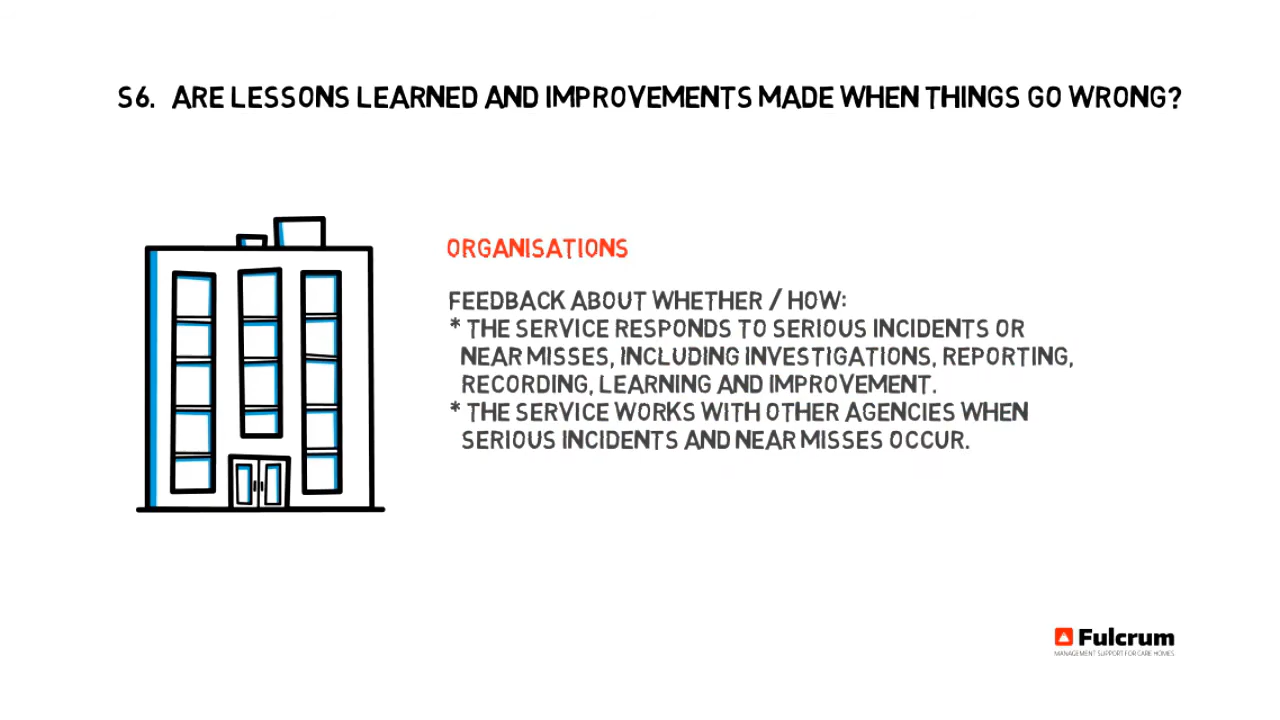 S6. ARE LESSONS LEARNED AND IMPROVEMENTS MADE WHEN THINGS GO WRONG?
ORGANISATIONS
FEEDBACK ABOUT WHETHER / HOW:
* THE SERVICE RESPONDS TO SERIOUS INCIDENTS OR
NEAR MISSES, INCLUDING INVESTIGATIONS, REPORTING,
RECORDING, LEARNING AND IMPROVEMENT.
* THE SERVICE WORKS WITH OTHER AGENCIES WHEN
SERIOUS INCIDENTS AND NEAR MISSES OCCUR.
Fulcrum
MANAGEMENT SUPPORT FOR CARE HOMES